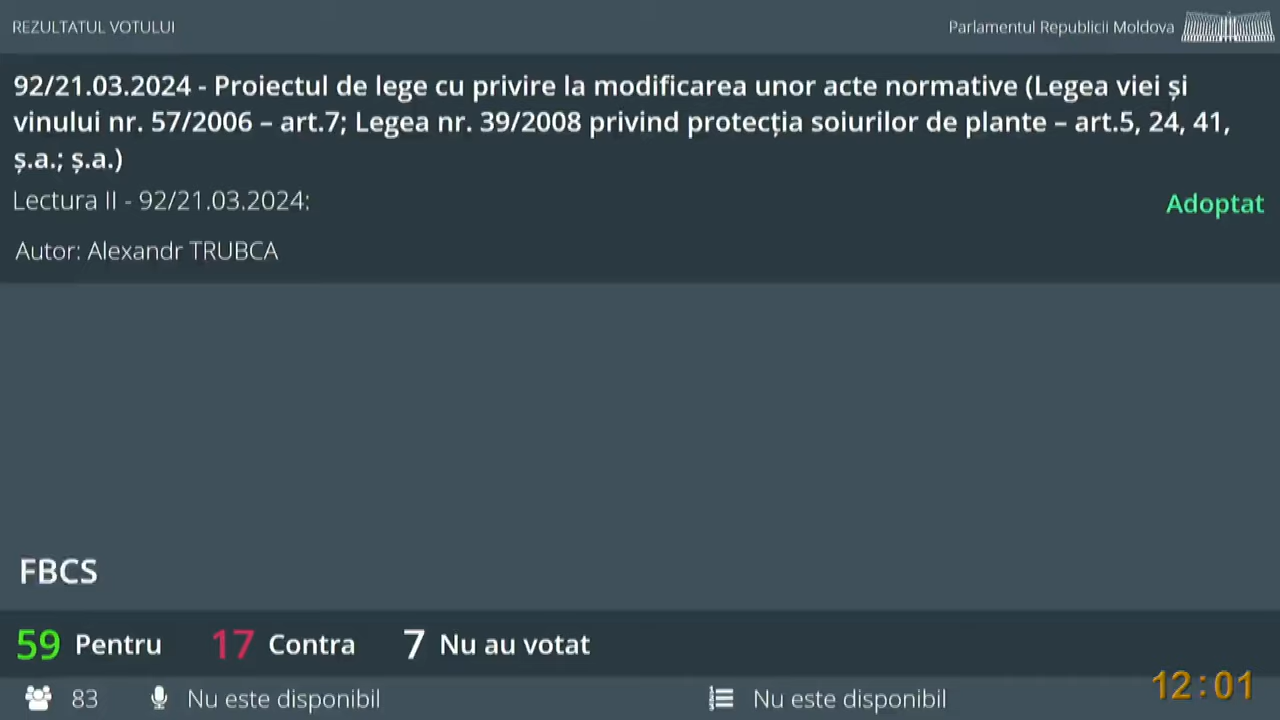 REZULTATUL VOTULUI
Parlamentul Republicii Moldova
92/21.03.2024 - Proiectul de lege cu privire la modificarea unor acte normative (Legea viei și
vinului nr. 57/2006 – art.7; Legea nr. 39/2008 privind protecția soiurilor de plante – art.5, 24, 41,
ș.a.; ș.a.)
Lectura II - 92/21.03.2024:
Adoptat
Autor: Alexandr TRUBCA
FBCS
59 Pentru 17 Contra 7 Nu au votat
83 Nu este disponibil Nu este disponibil
12:01